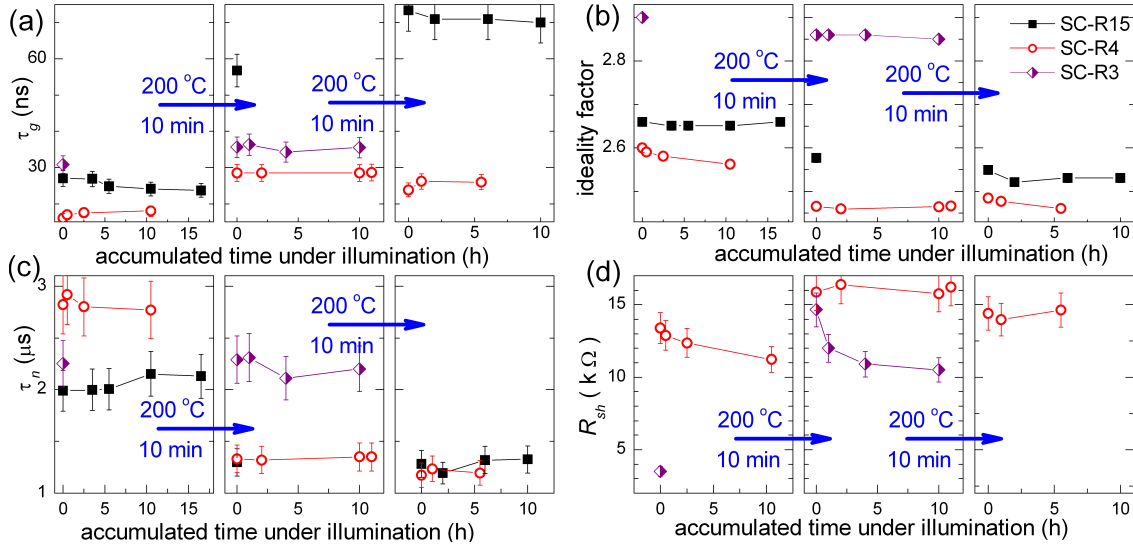 (a)
τg (ns)
60
30
200 °C
10 min
200 °C
10 min
0 5 10 15
0 5 10
0 5 10
accumulated time under illumination (h)
(b)
SC-R15
SC-R4
SC-R3
ideality factor
2.8
2.6
200 °C
10 min
200 °C
10 min
0 5 10 15
0 5 10
0 5 10
accumulated time under illumination (h)
(c)
τn (μs)
3
2
1
200 °C
10 min
200 °C
10 min
0 5 10 15
0 5 10
0 5 10
accumulated time under illumination (h)
(d)
Rsh (k Ω)
15
10
5
200 °C
10 min
200 °C
10 min
0 5 10
0 5 10
0 5 10
accumulated time under illumination (h)